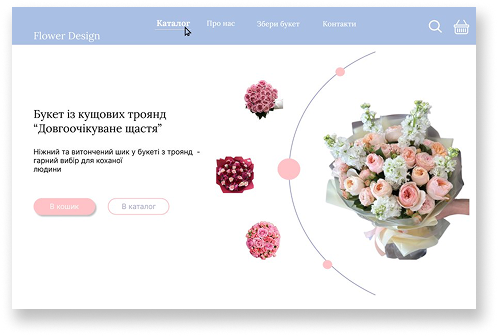 Flower Design
Каталог
Про нас
Збери букет
Контакти
Букет із кущових троянд
“Довгоочікуване щастя”
Ніжний та витончений шик у букеті з троянд -
гарний вибір для коханої
людини
В кошик
В каталог